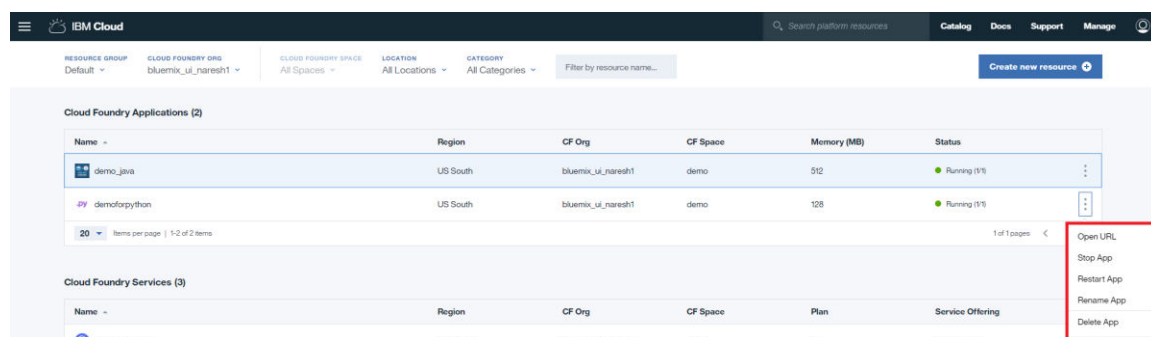 IBM Cloud
Search platform resources
Catalog Docs Support Manage
RESOURCE GROUP CLOUD FOUNDRY ORG CLOUD FOUNDRY SPACE LOCATION CATEGORY
Default bluemix_ui_naresh1 All Spaces All Locations All Categories Filter by resource name... Create new resource
Cloud Foundry Applications (2)
Name Region CF Org CF Space Memory (MB) Status
demo_java US South bluemix_ui_naresh1 demo 512 Running (1/1)
.py demoforpython US South bluemix_ui_naresh1 demo 128 Running (1/1)
20 Items per page | 1-2 of 2 items 1 of 1 pages
Open URL
Stop App
Restart App
Rename App
Delete App
Cloud Foundry Services (3)
Name Region CF Org CF Space Plan Service Offering